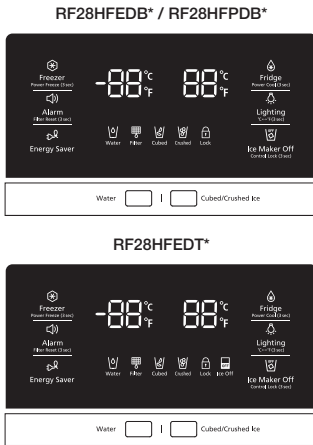 RF28HFEDB* / RF28HFPDB*
-88°C °F 88°C °F
Freezer
Power Freeze (3 sec)
Fridge
Power Cool (3 sec)
Alarm
Filter Reset (3 sec)
Lighting
°C↔°F (3 sec)
Energy Saver
Water Filter Cubed Crushed Lock
Ice Maker Off
Control Lock (3 sec)
Water Cubed/Crushed Ice
RF28HFEDT*
-88°C °F 88°C °F
Freezer
Power Freeze (3 sec)
Fridge
Power Cool (3 sec)
Alarm
Filter Reset (3 sec)
Lighting
°C↔°F (3 sec)
Energy Saver
Water Filter Cubed Crushed Lock Ice Off
Ice Maker Off
Control Lock (3 sec)
Water Cubed/Crushed Ice